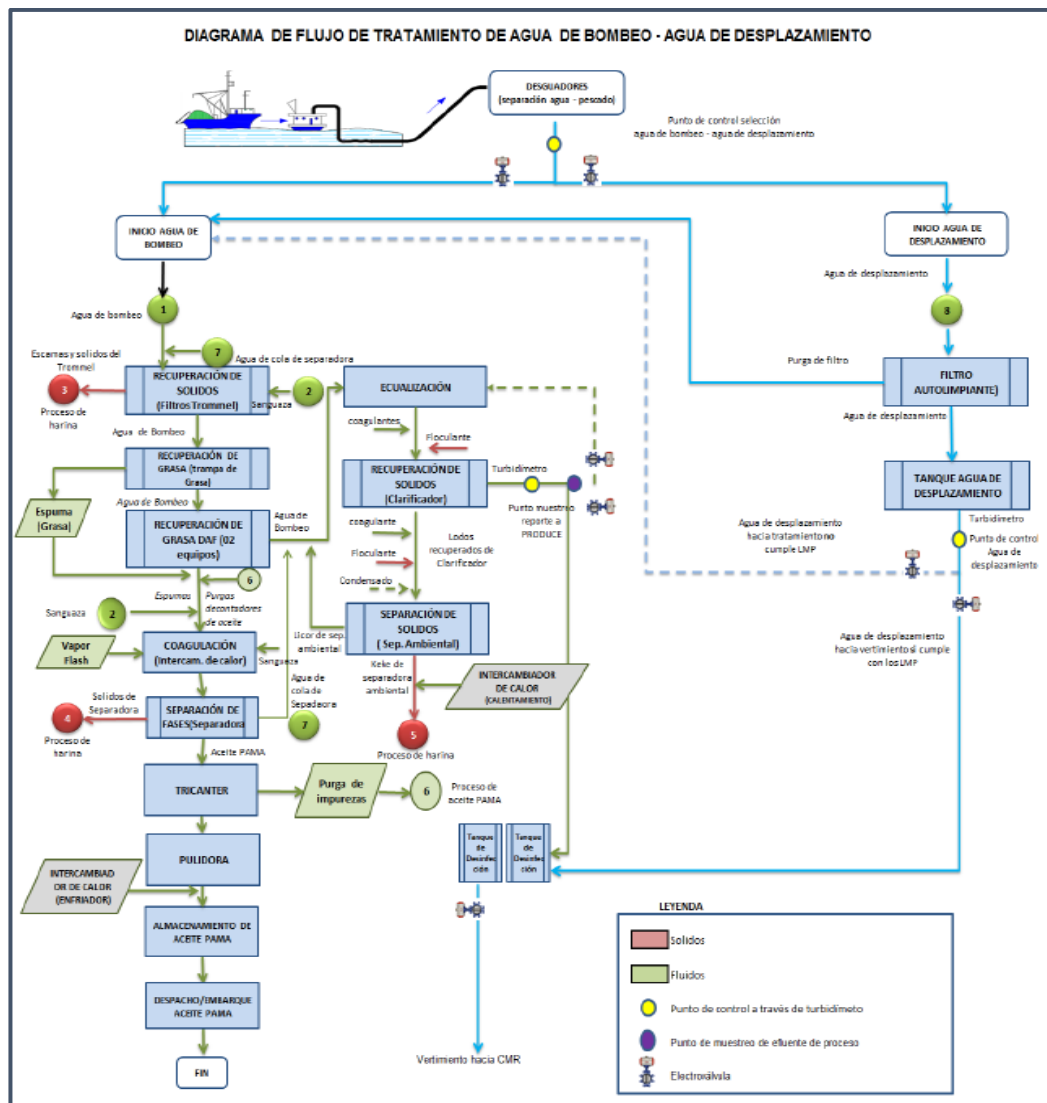 DIAGRAMA DE FLUJO DE TRATAMIENTO DE AGUA DE BOMBEO - AGUA DE DESPLAZAMIENTO
DESGUADORES
(separación agua - pescado)
Punto de control selección
agua de bombeo - agua de desplazamiento
INICIO AGUA DE
BOMBEO
INICIO AGUA DE
DESPLAZAMIENTO
Agua de desplazamiento
1
Agua de bombeo
8
7
Agua de cola de separadora
Escamas y solidos del
Trommel
3
Proceso de
harina
RECUPERACIÓN DE
SOLIDOS
(Filtros Trommel)
2
Sanguaza
ECUALIZACIÓN
Purga de filtro
FILTRO
AUTOLIMPIANTE)
Agua de desplazamiento
coagulantes
Floculante
Agua de Bombeo
RECUPERACIÓN DE
GRASA (trampa de
Grasa)
RECUPERACIÓN DE
SOLIDOS
(Clarificador)
Turbidímetro
Punto muestreo
reporte a
PRODUCE
TANQUE AGUA DE
DESPLAZAMIENTO
Turbidímetro
Punto de control
Agua de
desplazamiento
Agua de desplazamiento
hacia tratamiento no
cumple LMP
Espuma
(Grasa)
Agua de Bombeo
RECUPERACIÓN DE
GRASA DAF (02
equipos)
Agua de
Bombeo
coagulante
Floculante
Condensado
Lodos
recuperados de
Clarificador
6
Espumas
Purgas
decantadores
de aceite
Sanguaza
2
SEPARACIÓN DE
SOLIDOS
( Sep. Ambiental)
Agua de desplazamiento
hacia vertimiento si cumple
con los LMP
Vapor
Flash
COAGULACIÓN
(Intercam. de calor)
Sanguaza
Licor de sep.
ambiental
Keke de
separadora
ambiental
INTERCAMBIADOR
DE CALOR
(CALENTAMIENTO)
Solidos de
Separadora
4
Proceso de
harina
SEPARACIÓN DE
FASES(Separadora
Agua de
cola de
Sepadaora
7
5
Proceso de harina
Aceite PAMA
TRICANTER
Purga de
impurezas
6
Proceso de
aceite PAMA
PULIDORA
Tanque
de
Desinfec
ción
Tanque
de
Desinfec
ción
INTERCAMBIAD
OR DE CALOR
(ENFRIADOR)
ALMACENAMIENTO DE
ACEITE PAMA
DESPACHO/EMBARQUE
ACEITE PAMA
FIN
Vertimiento hacia CMR
LEYENDA
Solidos
Fluidos
Punto de control a través de turbidímeto
Punto de muestreo de efluente de proceso
Electroválvula